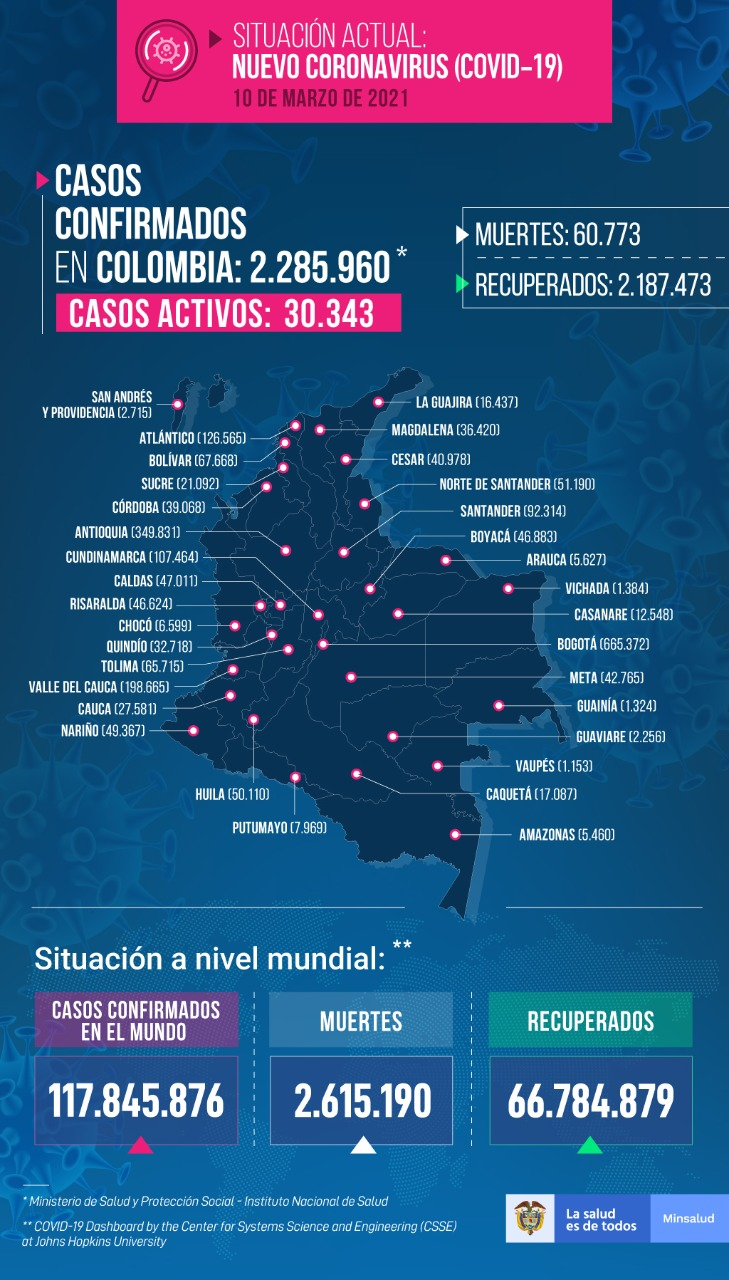 SITUACIÓN ACTUAL:
NUEVO CORONAVIRUS (COVID-19)
10 DE MARZO DE 2021
CASOS
CONFIRMADOS
EN COLOMBIA: 2.285.960*
CASOS ACTIVOS: 30.343
MUERTES: 60.773
RECUPERADOS: 2.187.473
SAN ANDRÉS
Y PROVIDENCIA (2.715)
ATLÁNTICO (126.565)
BOLÍVAR (67.668)
SUCRE (21.092)
CÓRDOBA (39.068)
ANTIOQUIA (349.831)
CUNDINAMARCA (107.464)
CALDAS (47.011)
RISARALDA (46.624)
CHOCÓ (6.599)
QUINDÍO (32.718)
TOLIMA (65.715)
VALLE DEL CAUCA (198.665)
CAUCA (27.581)
NARIÑO (49.367)
HUILA (50.110)
PUTUMAYO (7.969)
LA GUAJIRA (16.437)
MAGDALENA (36.420)
CESAR (40.978)
NORTE DE SANTANDER (51.190)
SANTANDER (92.314)
BOYACÁ (46.883)
ARAUCA (5.627)
VICHADA (1.384)
CASANARE (12.548)
BOGOTÁ (665.372)
META (42.765)
GUAINÍA (1.324)
GUAVIARE (2.256)
VAUPÉS (1.153)
CAQUETÁ (17.087)
AMAZONAS (5.460)
Situación a nivel mundial: **
CASOS CONFIRMADOS
EN EL MUNDO
117.845.876
MUERTES
2.615.190
RECUPERADOS
66.784.879
* Ministerio de Salud y Protección Social - Instituto Nacional de Salud
** COVID-19 Dashboard by the Center for Systems Science and Engineering (CSSE)
at Johns Hopkins University
La salud
es de todos
Minsalud